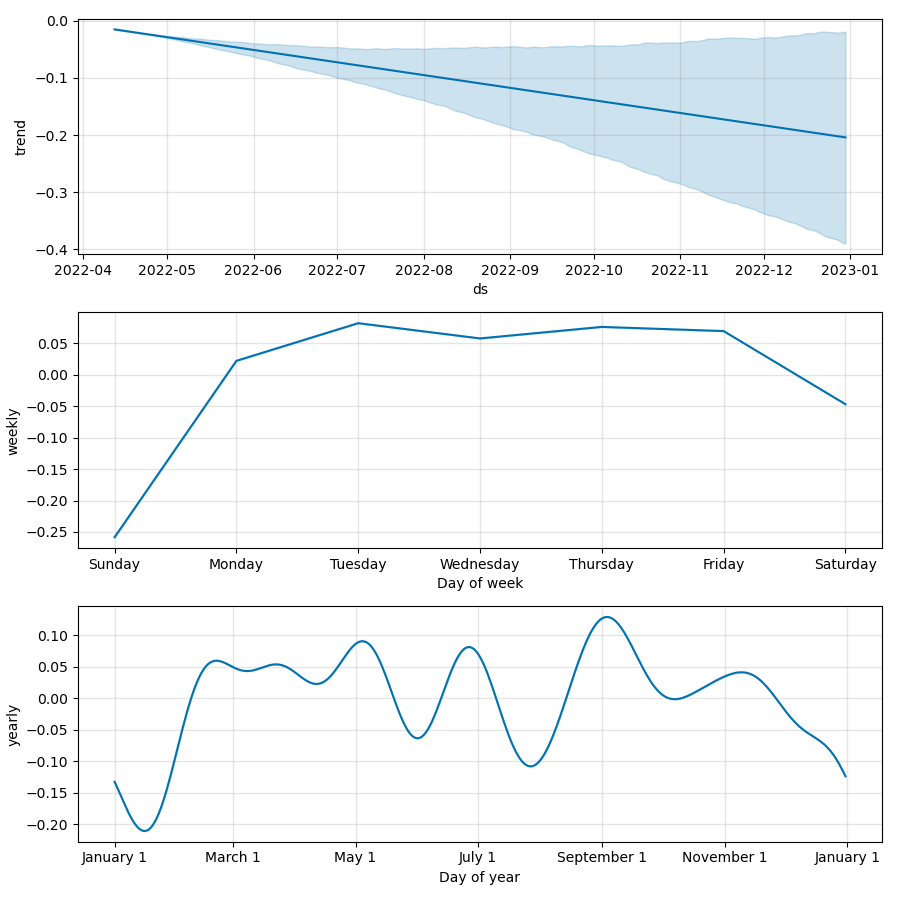 0.0
−0.1
−0.2
−0.3
−0.4
trend
2022-04 2022-05 2022-06 2022-07 2022-08 2022-09 2022-10 2022-11 2022-12 2023-01
ds
0.05
0.00
−0.05
−0.10
−0.15
−0.20
−0.25
weekly
Sunday Monday Tuesday Wednesday Thursday Friday Saturday
Day of week
0.10
0.05
0.00
−0.05
−0.10
−0.15
−0.20
yearly
January 1 March 1 May 1 July 1 September 1 November 1 January 1
Day of year